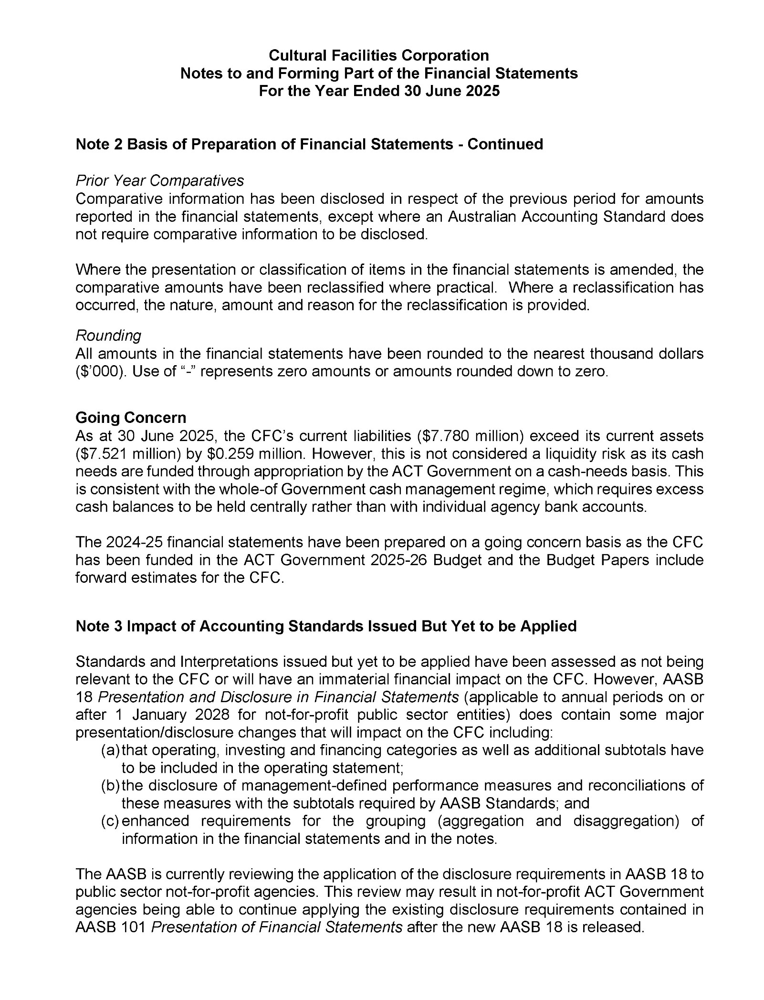 Cultural Facilities Corporation
Notes to and Forming Part of the Financial Statements
For the Year Ended 30 June 2025
Note 2 Basis of Preparation of Financial Statements - Continued
Prior Year Comparatives
Comparative information has been disclosed in respect of the previous period for amounts
reported in the financial statements, except where an Australian Accounting Standard does
not require comparative information to be disclosed.
Where the presentation or classification of items in the financial statements is amended, the
comparative amounts have been reclassified where practical.  Where a reclassification has
occurred, the nature, amount and reason for the reclassification is provided.
Rounding
All amounts in the financial statements have been rounded to the nearest thousand dollars
($’000). Use of “-” represents zero amounts or amounts rounded down to zero.
Going Concern
As at 30 June 2025, the CFC’s current liabilities ($7.780 million) exceed its current assets
($7.521 million) by $0.259 million. However, this is not considered a liquidity risk as its cash
needs are funded through appropriation by the ACT Government on a cash-needs basis. This
is consistent with the whole-of Government cash management regime, which requires excess
cash balances to be held centrally rather than with individual agency bank accounts.
The 2024-25 financial statements have been prepared on a going concern basis as the CFC
has been funded in the ACT Government 2025-26 Budget and the Budget Papers include
forward estimates for the CFC.
Note 3 Impact of Accounting Standards Issued But Yet to be Applied
Standards and Interpretations issued but yet to be applied have been assessed as not being
relevant to the CFC or will have an immaterial financial impact on the CFC. However, AASB
18 Presentation and Disclosure in Financial Statements (applicable to annual periods on or
after 1 January 2028 for not-for-profit public sector entities) does contain some major
presentation/disclosure changes that will impact on the CFC including:
(a) that operating, investing and financing categories as well as additional subtotals have
to be included in the operating statement;
(b) the disclosure of management-defined performance measures and reconciliations of
these measures with the subtotals required by AASB Standards; and
(c) enhanced requirements for the grouping (aggregation and disaggregation) of
information in the financial statements and in the notes.
The AASB is currently reviewing the application of the disclosure requirements in AASB 18 to
public sector not-for-profit agencies. This review may result in not-for-profit ACT Government
agencies being able to continue applying the existing disclosure requirements contained in
AASB 101 Presentation of Financial Statements after the new AASB 18 is released.